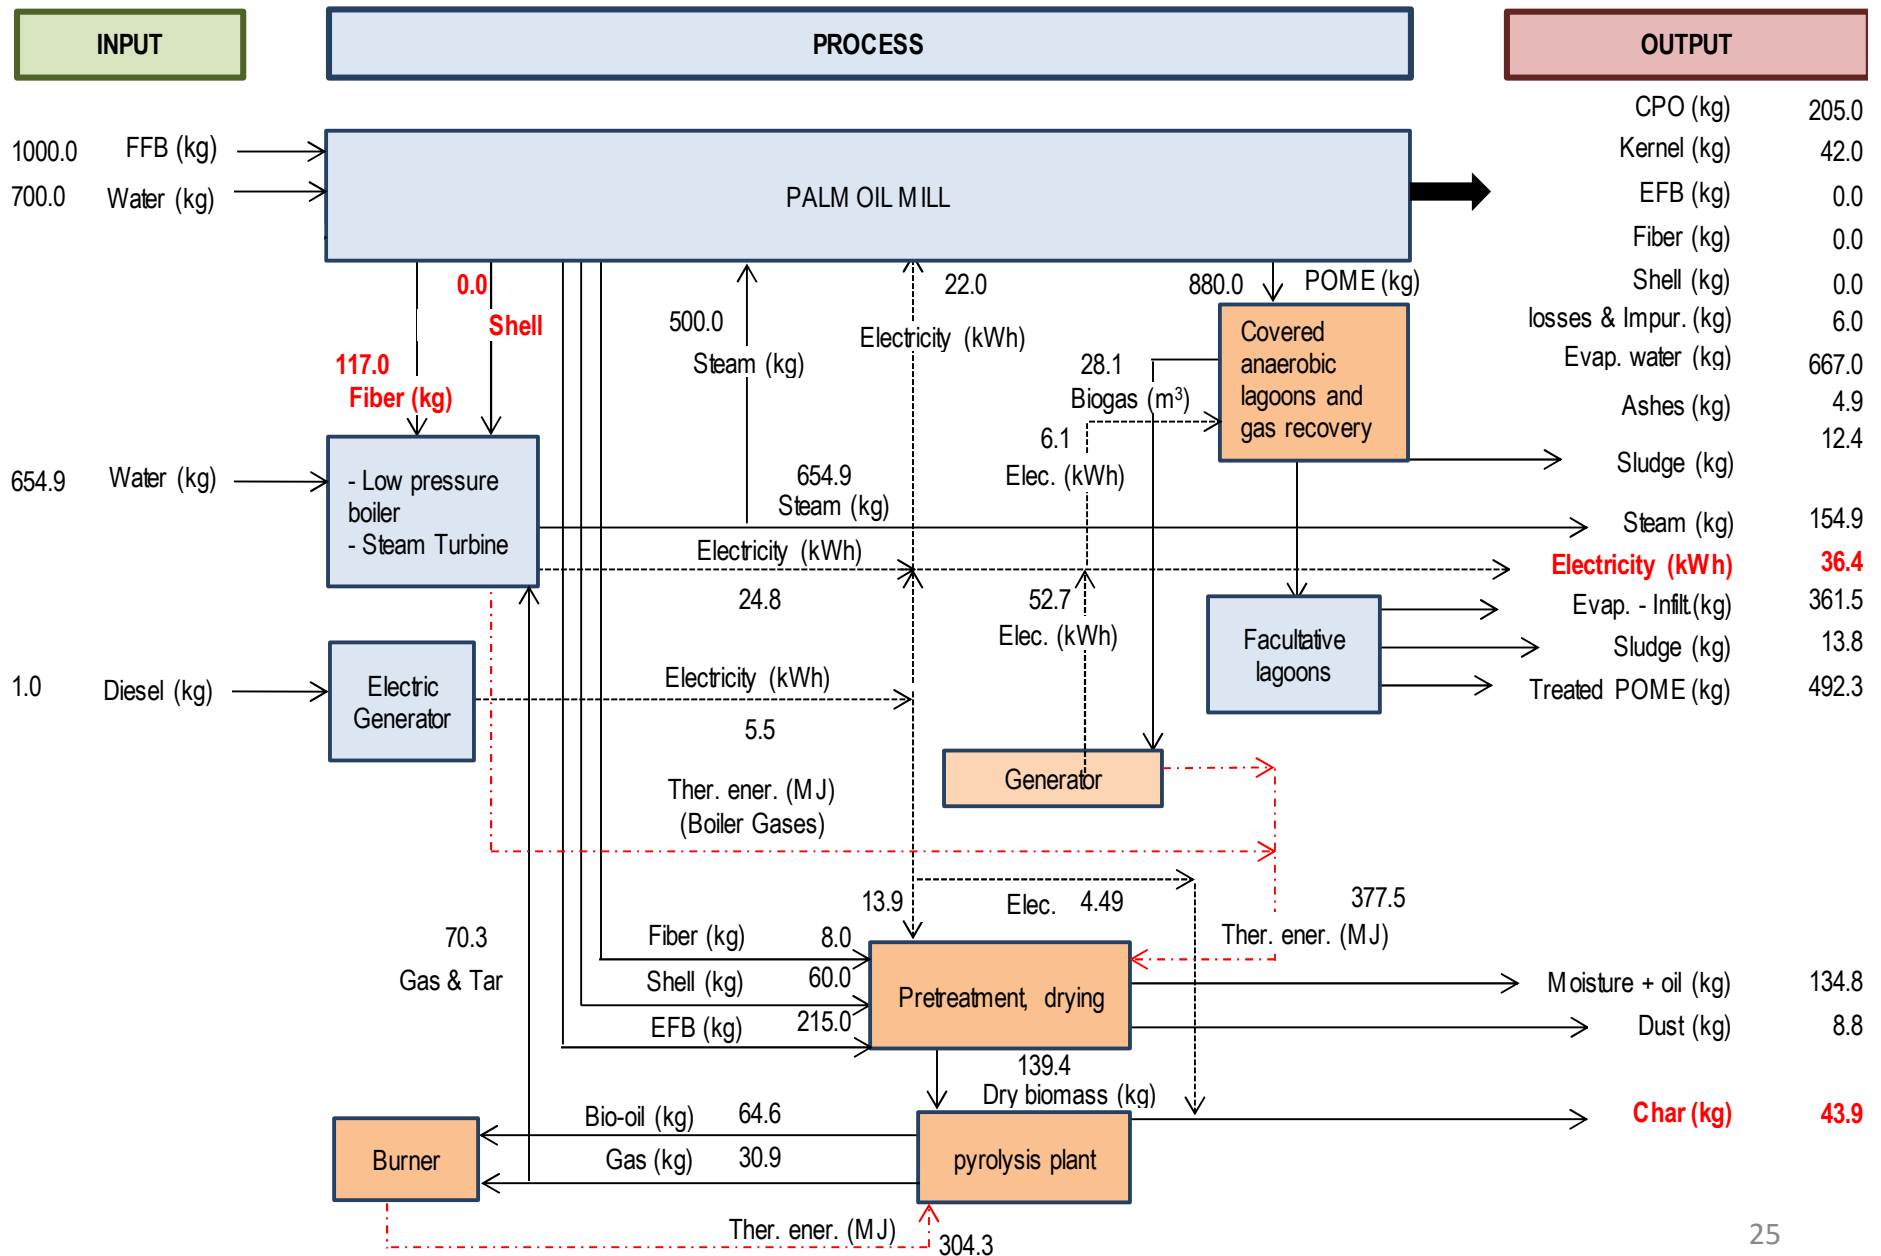 INPUT
PROCESS
OUTPUT
CPO (kg) 205.0
1000.0 FFB (kg)
Kernel (kg) 42.0
700.0 Water (kg)
PALM OIL MILL
EFB (kg) 0.0
Fiber (kg) 0.0
0.0
Shell
22.0
Electricity (kWh)
880.0 POME (kg)
Shell (kg) 0.0
500.0
Steam (kg)
losses & Impur. (kg) 6.0
117.0
Fiber (kg)
28.1
Biogas (m³)
Covered
anaerobic
lagoons and
gas recovery
Evap. water (kg) 667.0
Ashes (kg) 4.9
6.1
Elec. (kWh)
12.4
Sludge (kg)
654.9 Water (kg)
- Low pressure
boiler
- Steam Turbine
654.9
Steam (kg)
Steam (kg) 154.9
Electricity (kWh)
24.8
Electricity (kWh) 36.4
52.7
Elec. (kWh)
Evap. - Infilt.(kg) 361.5
Facultative
lagoons
Sludge (kg) 13.8
1.0 Diesel (kg)
Electric
Generator
Electricity (kWh)
5.5
Treated POME (kg) 492.3
Generator
Ther. ener. (MJ)
(Boiler Gases)
13.9
Elec. 4.49
377.5
Ther. ener. (MJ)
70.3
Gas & Tar
Fiber (kg) 8.0
Shell (kg) 60.0
EFB (kg) 215.0
Pretreatment, drying
Moisture + oil (kg) 134.8
Dust (kg) 8.8
139.4
Dry biomass (kg)
Bio-oil (kg) 64.6
Gas (kg) 30.9
Burner
pyrolysis plant
Char (kg) 43.9
Ther. ener. (MJ) 304.3
25